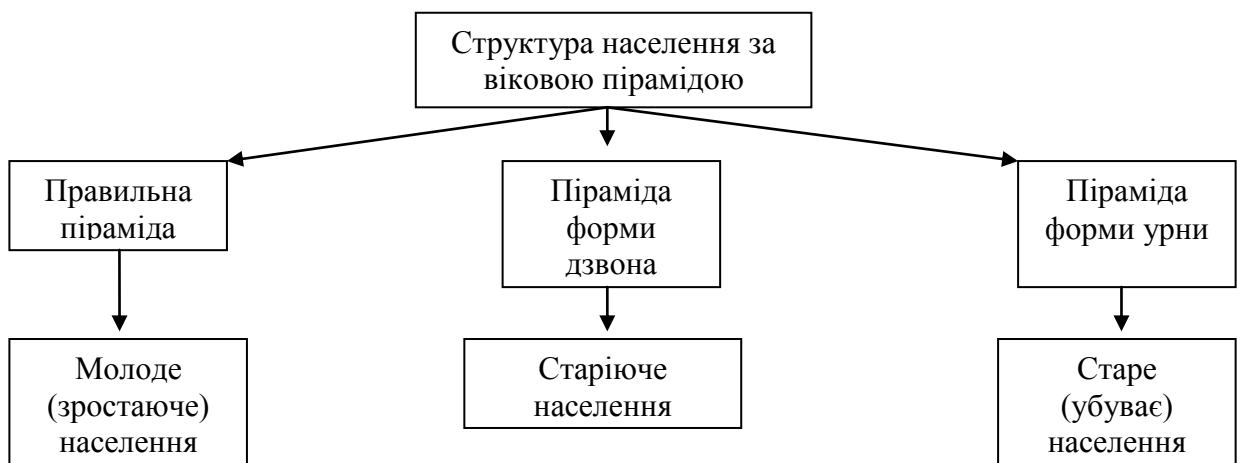 Структура населення за
віковою пірамідою
Правильна
піраміда
Піраміда
форми
дзвона
Піраміда
форми урни
Молоде
(зростаюче)
населення
Старіюче
населення
Старе
(убуває)
населення